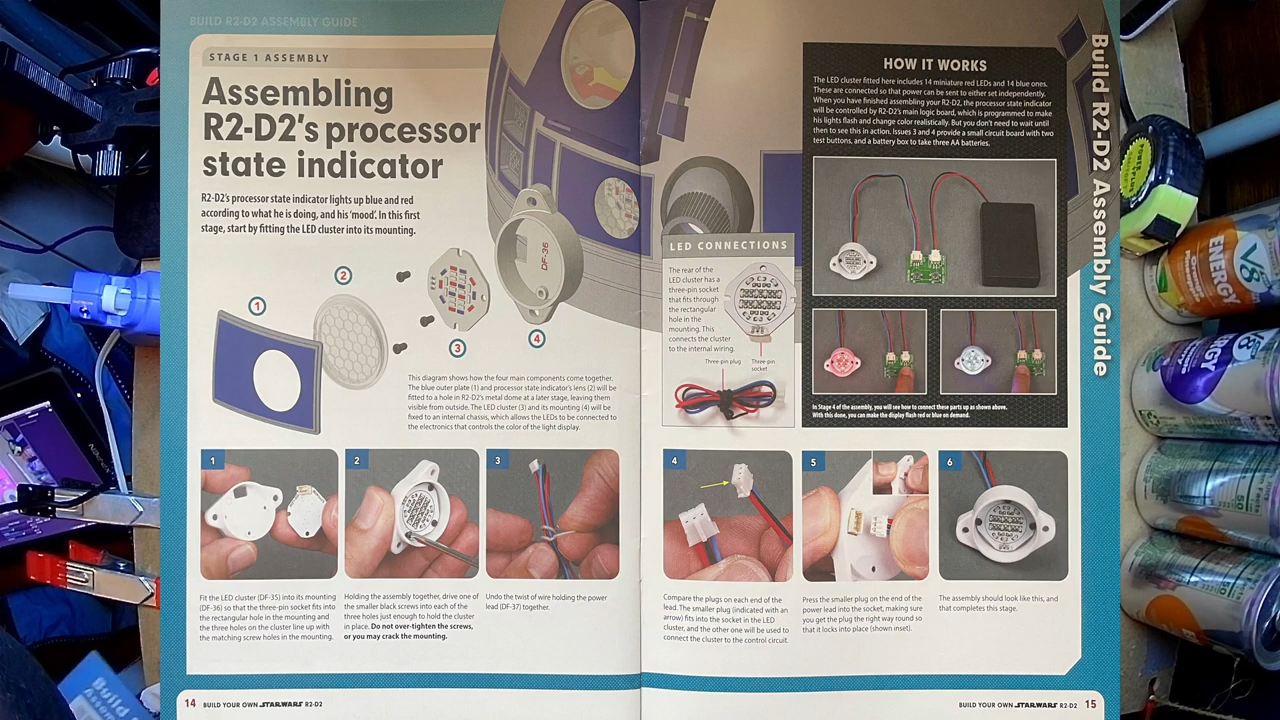 BUILD R2-D2 ASSEMBLY GUIDE
STAGE 1 ASSEMBLY
Assembling
R2-D2's processor
state indicator
R2-D2's processor state indicator lights up blue and red
according to what he is doing, and his 'mood'. In this first
stage, start by fitting the LED cluster into its mounting.
1
2
3
4
DF-36
This diagram shows how the four main components come together.
The blue outer plate (1) and processor state indicator's lens (2) will be
fitted to a hole in R2-D2's metal dome at a later stage, leaving them
visible from outside. The LED cluster (3) and its mounting (4) will be
fixed to an internal chassis, which allows the LEDs to be connected to
the electronics that controls the color of the light display.
LED CONNECTIONS
The rear of the
LED cluster has a
three-pin socket
that fits through
the rectangular
hole in the
mounting. This
connects the cluster
to the internal wiring.
Three-pin plug
Three-pin
socket
HOW IT WORKS
The LED cluster fitted here includes 14 miniature red LEDs and 14 blue ones.
These are connected so that power can be sent to either set independently.
When you have finished assembling your R2-D2, the processor state indicator
will be controlled by R2-D2's main logic board, which is programmed to make
his lights flash and change color realistically. But you don't need to wait until
then to see this in action. Issues 3 and 4 provide a small circuit board with two
test buttons, and a battery box to take three AA batteries.
In Stage 4 of the assembly, you will see how to connect these parts up as shown above.
With this done, you can make the display flash red or blue on demand.
Build R2-D2 Assembly Guide
1
Fit the LED cluster (DF-35) into its mounting
(DF-36) so that the three-pin socket fits into
the rectangular hole in the mounting and
the three holes on the cluster line up with
the matching screw holes in the mounting.
2
Holding the assembly together, drive one of
the smaller black screws into each of the
three holes just enough to hold the cluster
in place. Do not over-tighten the screws,
or you may crack the mounting.
3
Undo the twist of wire holding the power
lead (DF-37) together.
4
Compare the plugs on each end of the
lead. The smaller plug (indicated with an
arrow) fits into the socket in the LED
cluster, and the other one will be used to
connect the cluster to the control circuit.
5
Press the smaller plug on the end of the
power lead into the socket, making sure
you get the plug the right way round so
that it locks into place (shown inset).
6
The assembly should look like this, and
that completes this stage.
14 BUILD YOUR OWN STAR WARS R2-D2
BUILD YOUR OWN STAR WARS R2-D2 15
POWERPLUS
V8
ENERGY
V8
Build